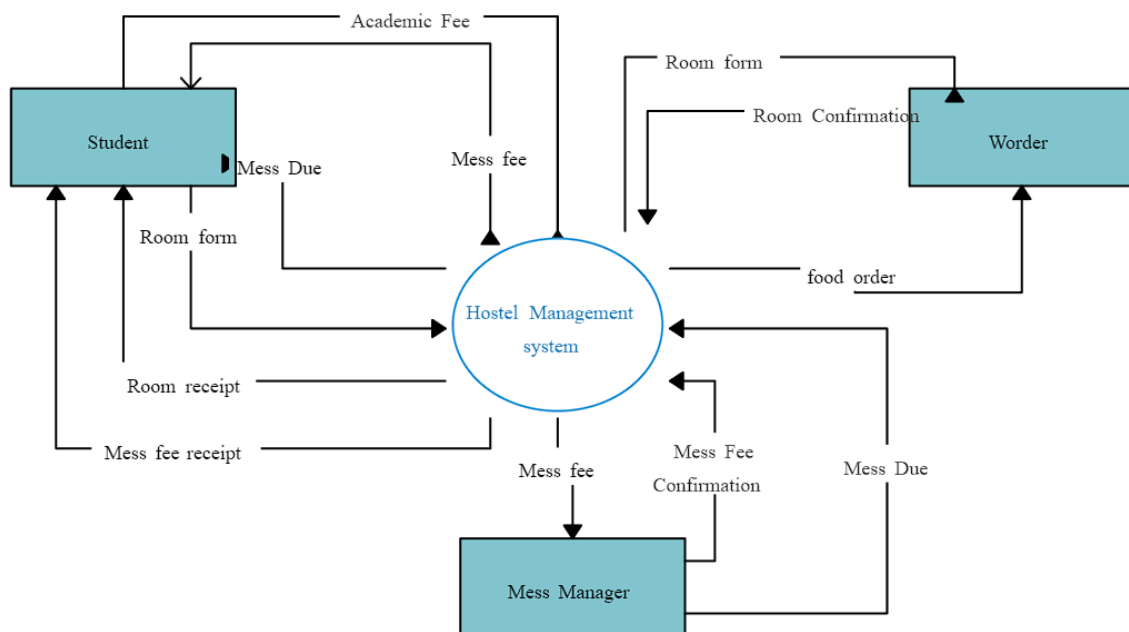 Academic Fee
Room form
Room Confirmation
Student
Worder
Mess fee
Mess Due
Room form
food order
Hostel Management
system
Room receipt
Mess fee receipt
Mess fee
Mess Fee
Confirmation
Mess Due
Mess Manager